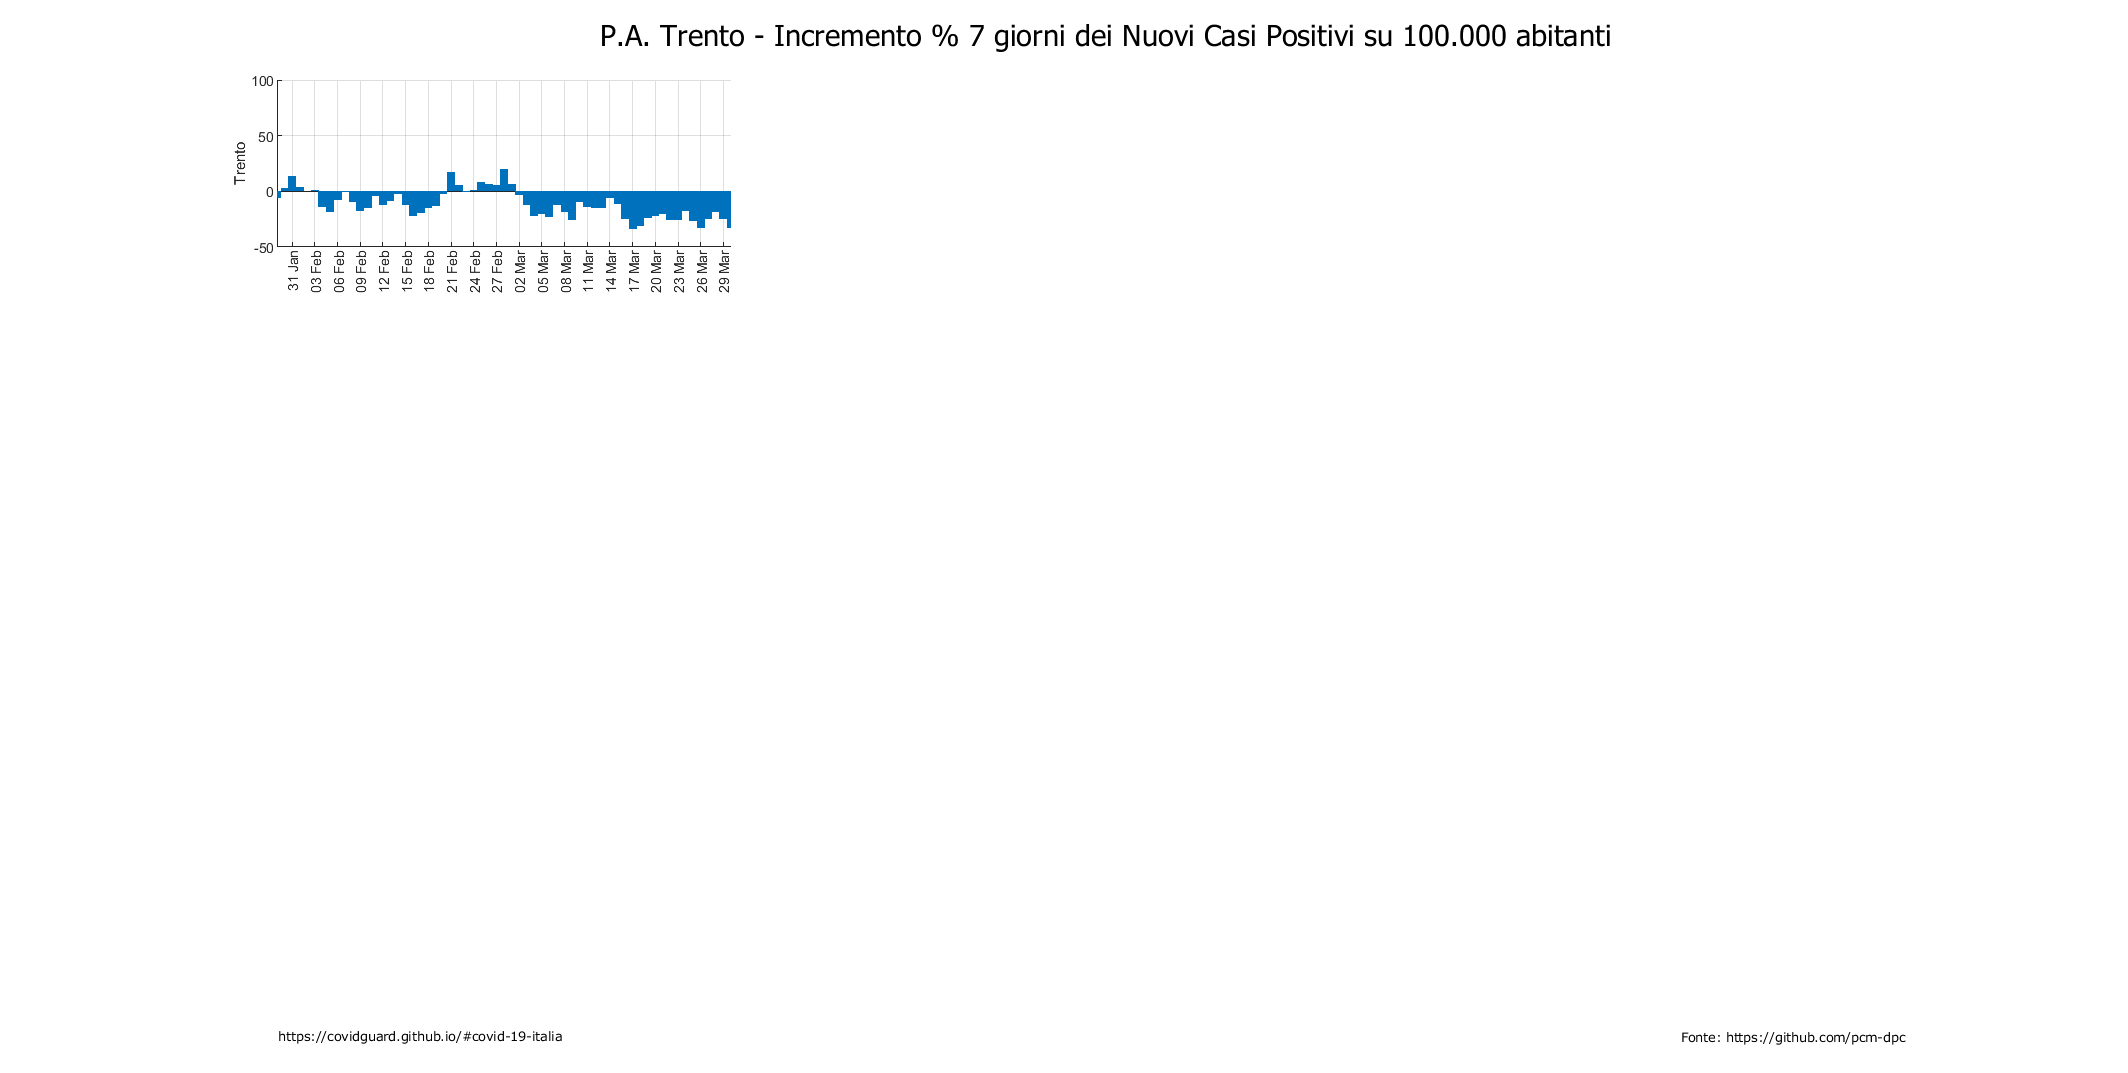 P.A. Trento - Incremento % 7 giorni dei Nuovi Casi Positivi su 100.000 abitanti
100
50
0
-50
Trento
31 Jan
03 Feb
06 Feb
09 Feb
12 Feb
15 Feb
18 Feb
21 Feb
24 Feb
27 Feb
02 Mar
05 Mar
08 Mar
11 Mar
14 Mar
17 Mar
20 Mar
23 Mar
26 Mar
29 Mar
https://covidguard.github.io/#covid-19-italia
Fonte: https://github.com/pcm-dpc